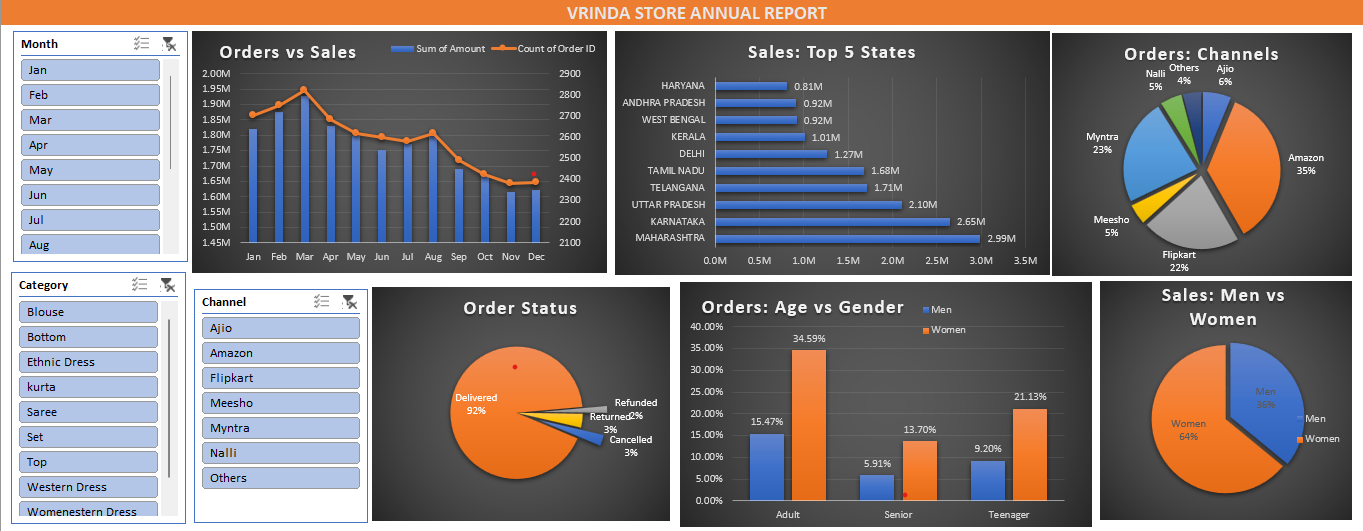 VRINDA STORE ANNUAL REPORT
Month
Jan
Feb
Mar
Apr
May
Jun
Jul
Aug
Orders vs Sales
Sum of Amount
Count of Order ID
2.00M
1.95M
1.90M
1.85M
1.80M
1.75M
1.70M
1.65M
1.60M
1.55M
1.50M
1.45M
2900
2800
2700
2600
2500
2400
2300
2200
2100
Jan Feb Mar Apr May Jun Jul Aug Sep Oct Nov Dec
Sales: Top 5 States
HARYANA 0.81M
ANDHRA PRADESH 0.92M
WEST BENGAL 0.92M
KERALA 1.01M
DELHI 1.27M
TAMIL NADU 1.68M
TELANGANA 1.71M
UTTAR PRADESH 2.10M
KARNATAKA 2.65M
MAHARASHTRA 2.99M
0.0M 0.5M 1.0M 1.5M 2.0M 2.5M 3.0M 3.5M
Orders: Channels
Ajio
6%
Amazon
35%
Flipkart
22%
Meesho
5%
Myntra
23%
Nalli
5%
Others
4%
Category
Blouse
Bottom
Ethnic Dress
kurta
Saree
Set
Top
Western Dress
Womenestern Dress
Channel
Ajio
Amazon
Flipkart
Meesho
Myntra
Nalli
Others
Order Status
Delivered
92%
Refunded
2%
Returned
3%
Cancelled
3%
Orders: Age vs Gender
Men
Women
40.00%
35.00%
30.00%
25.00%
20.00%
15.00%
10.00%
5.00%
0.00%
15.47%
34.59%
5.91%
13.70%
9.20%
21.13%
Adult Senior Teenager
Sales: Men vs
Women
Men
36%
Women
64%
Men
Women